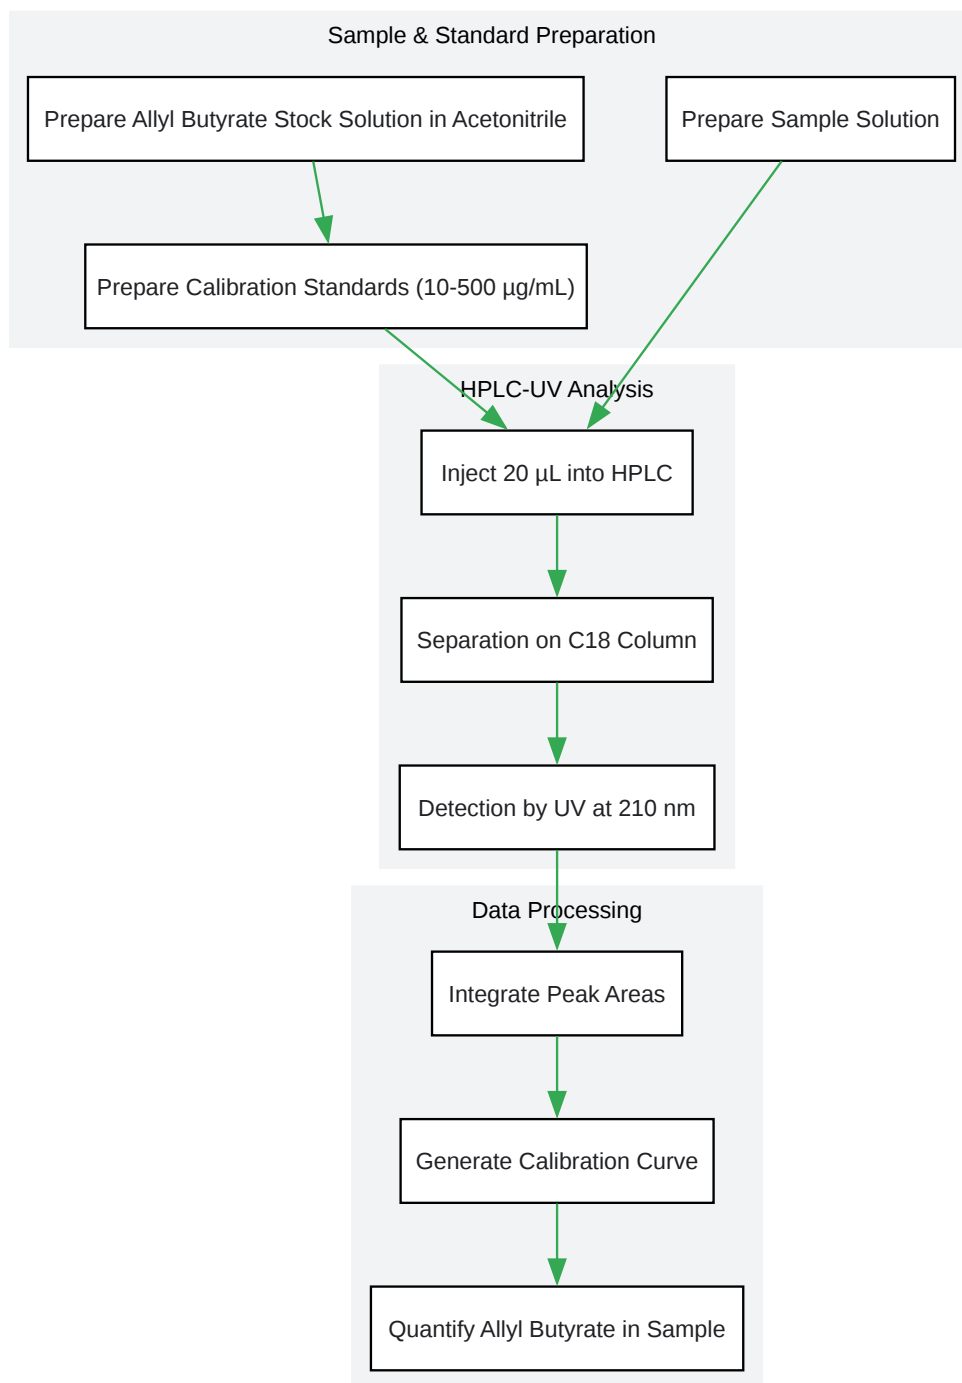 Sample & Standard Preparation
Prepare Allyl Butyrate Stock Solution in Acetonitrile
Prepare Sample Solution
Prepare Calibration Standards (10-500 µg/mL)
HPLC-UV Analysis
Inject 20 µL into HPLC
Separation on C18 Column
Detection by UV at 210 nm
Data Processing
Integrate Peak Areas
Generate Calibration Curve
Quantify Allyl Butyrate in Sample